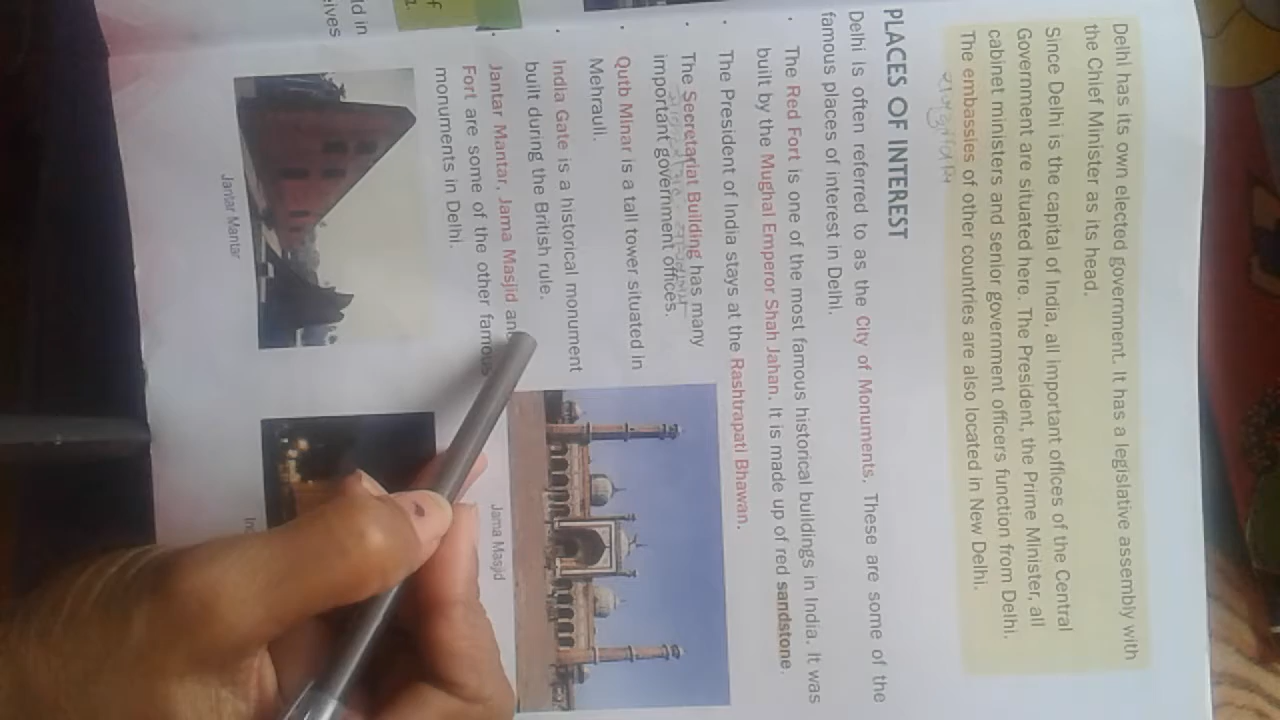 Delhi has its own elected government. It has a legislative assembly with
the Chief Minister as its head.
Since Delhi is the capital of India, all important offices of the Central
Government are situated here. The President, the Prime Minister, all
cabinet ministers and senior government officers function from Delhi.
The embassies of other countries are also located in New Delhi.
PLACES OF INTEREST
Delhi is often referred to as the City of Monuments. These are some of the
famous places of interest in Delhi.
• The Red Fort is one of the most famous historical buildings in India. It was
built by the Mughal Emperor Shah Jahan. It is made up of red sandstone.
• The President of India stays at the Rashtrapati Bhawan.
• The Secretariat Building has many
important government offices.
• Qutb Minar is a tall tower situated in
Mehrauli.
• India Gate is a historical monument
built during the British rule.
• Jantar Mantar, Jama Masjid and
Fort are some of the other famous
monuments in Delhi.
Jama Masjid
Jantar Mantar